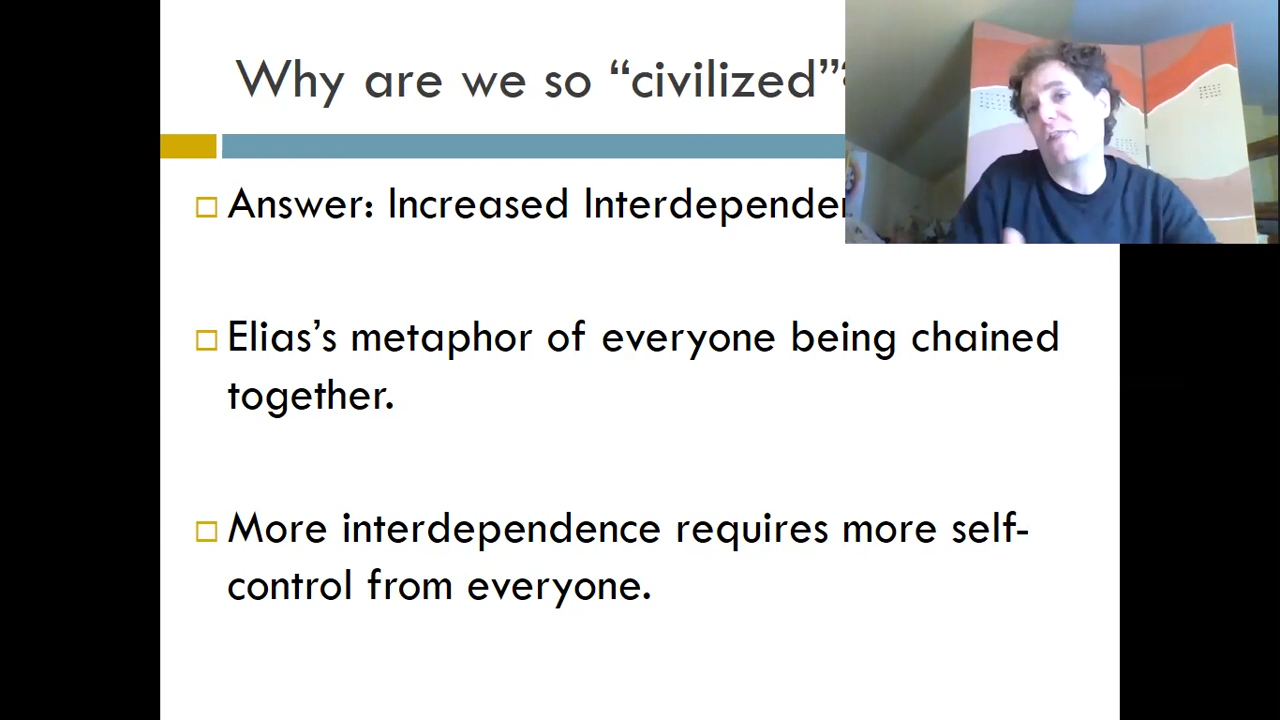 Why are we so “civilized”
Answer: Increased
Elias’s metaphor of everyone being chained
together.
More interdependence requires more self-
control from everyone.